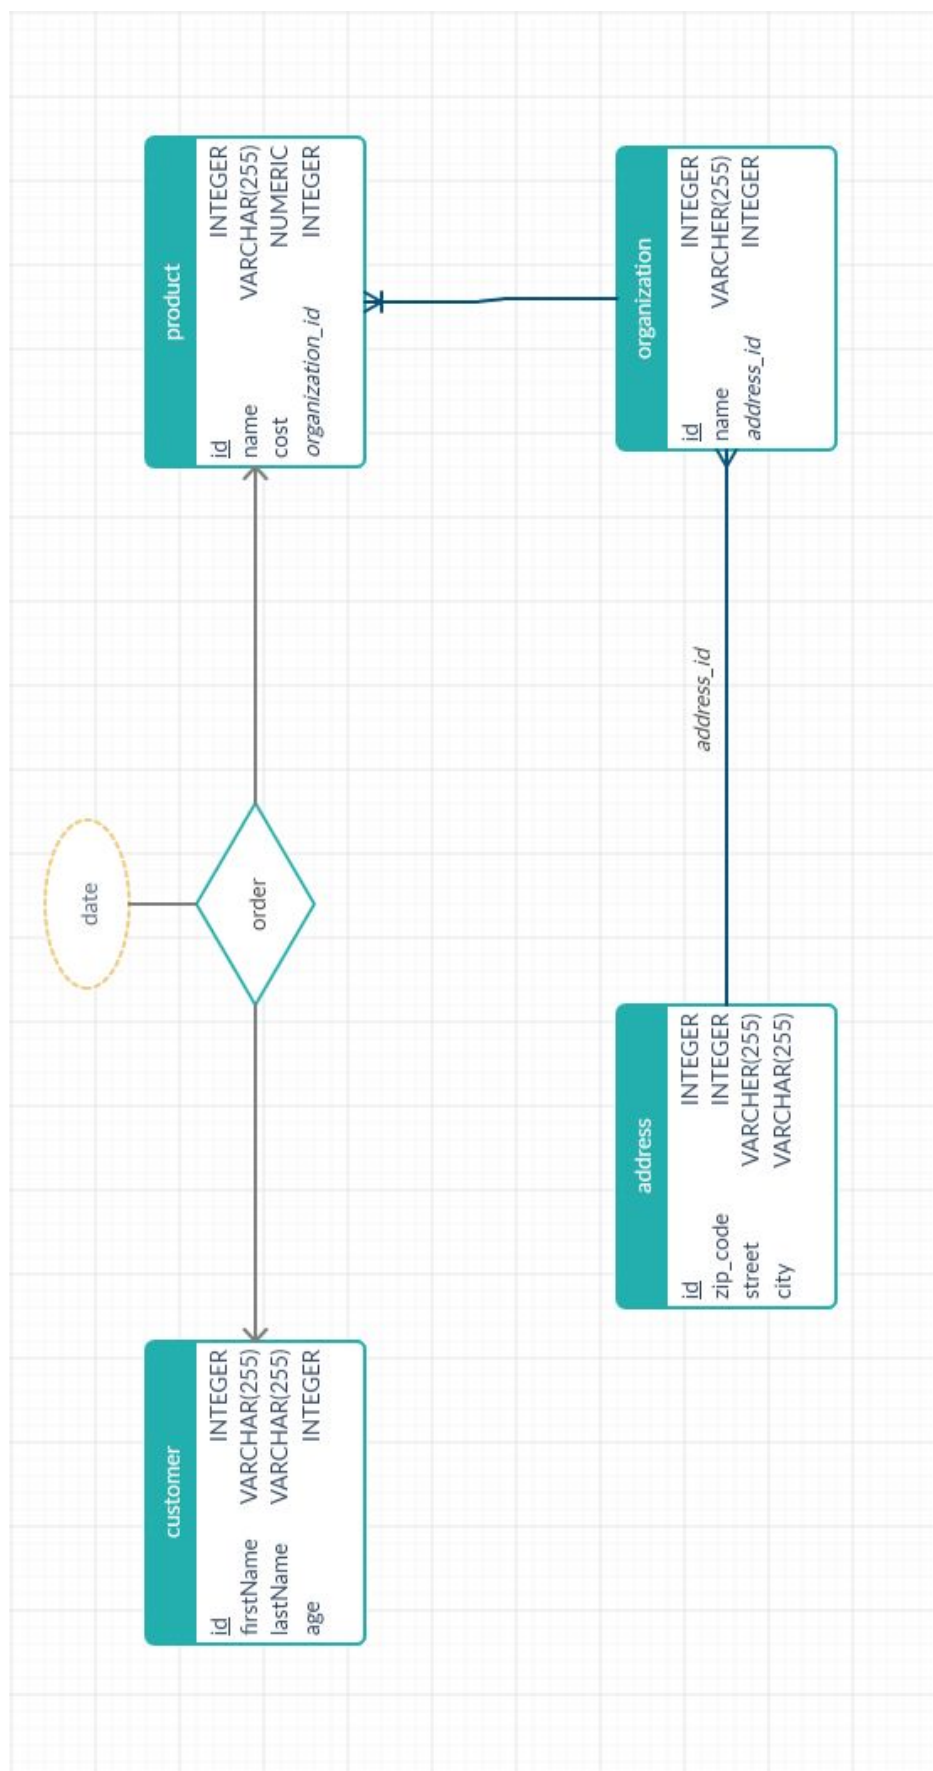 date
customer
id INTEGER
firstName VARCHAR(255)
lastName VARCHAR(255)
age INTEGER
order
product
id INTEGER
name VARCHAR(255)
cost NUMERIC
organization_id INTEGER
address
id INTEGER
zip_code INTEGER
street VARCHER(255)
city VARCHAR(255)
address_id
organization
id INTEGER
name VARCHER(255)
address_id INTEGER